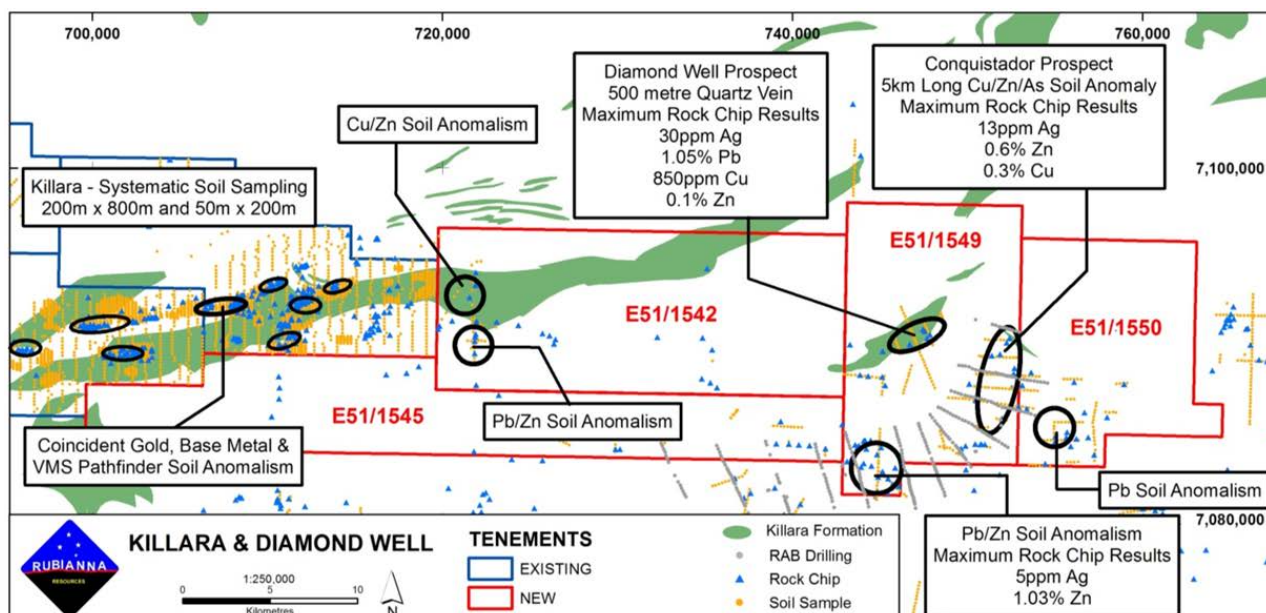 700,000
720,000
740,000
760,000
Diamond Well Prospect
500 metre Quartz Vein
Maximum Rock Chip Results
30ppm Ag
1.05% Pb
850ppm Cu
0.1% Zn
Conquistador Prospect
5km Long Cu/Zn/As Soil Anomaly
Maximum Rock Chip Results
13ppm Ag
0.6% Zn
0.3% Cu
Cu/Zn Soil Anomalism
7,100,000
Killara - Systematic Soil Sampling
200m x 800m and 50m x 200m
E51/1549
E51/1542
E51/1550
E51/1545
Pb/Zn Soil Anomalism
Coincident Gold, Base Metal &
VMS Pathfinder Soil Anomalism
Pb Soil Anomalism
7,080,000
Pb/Zn Soil Anomalism
Maximum Rock Chip Results
5ppm Ag
1.03% Zn
RUBIANNA
RESOURCES
KILLARA & DIAMOND WELL
1:250,000
0
5
10
Kilometres
N
TENEMENTS
EXISTING
NEW
Killara Formation
RAB Drilling
Rock Chip
Soil Sample